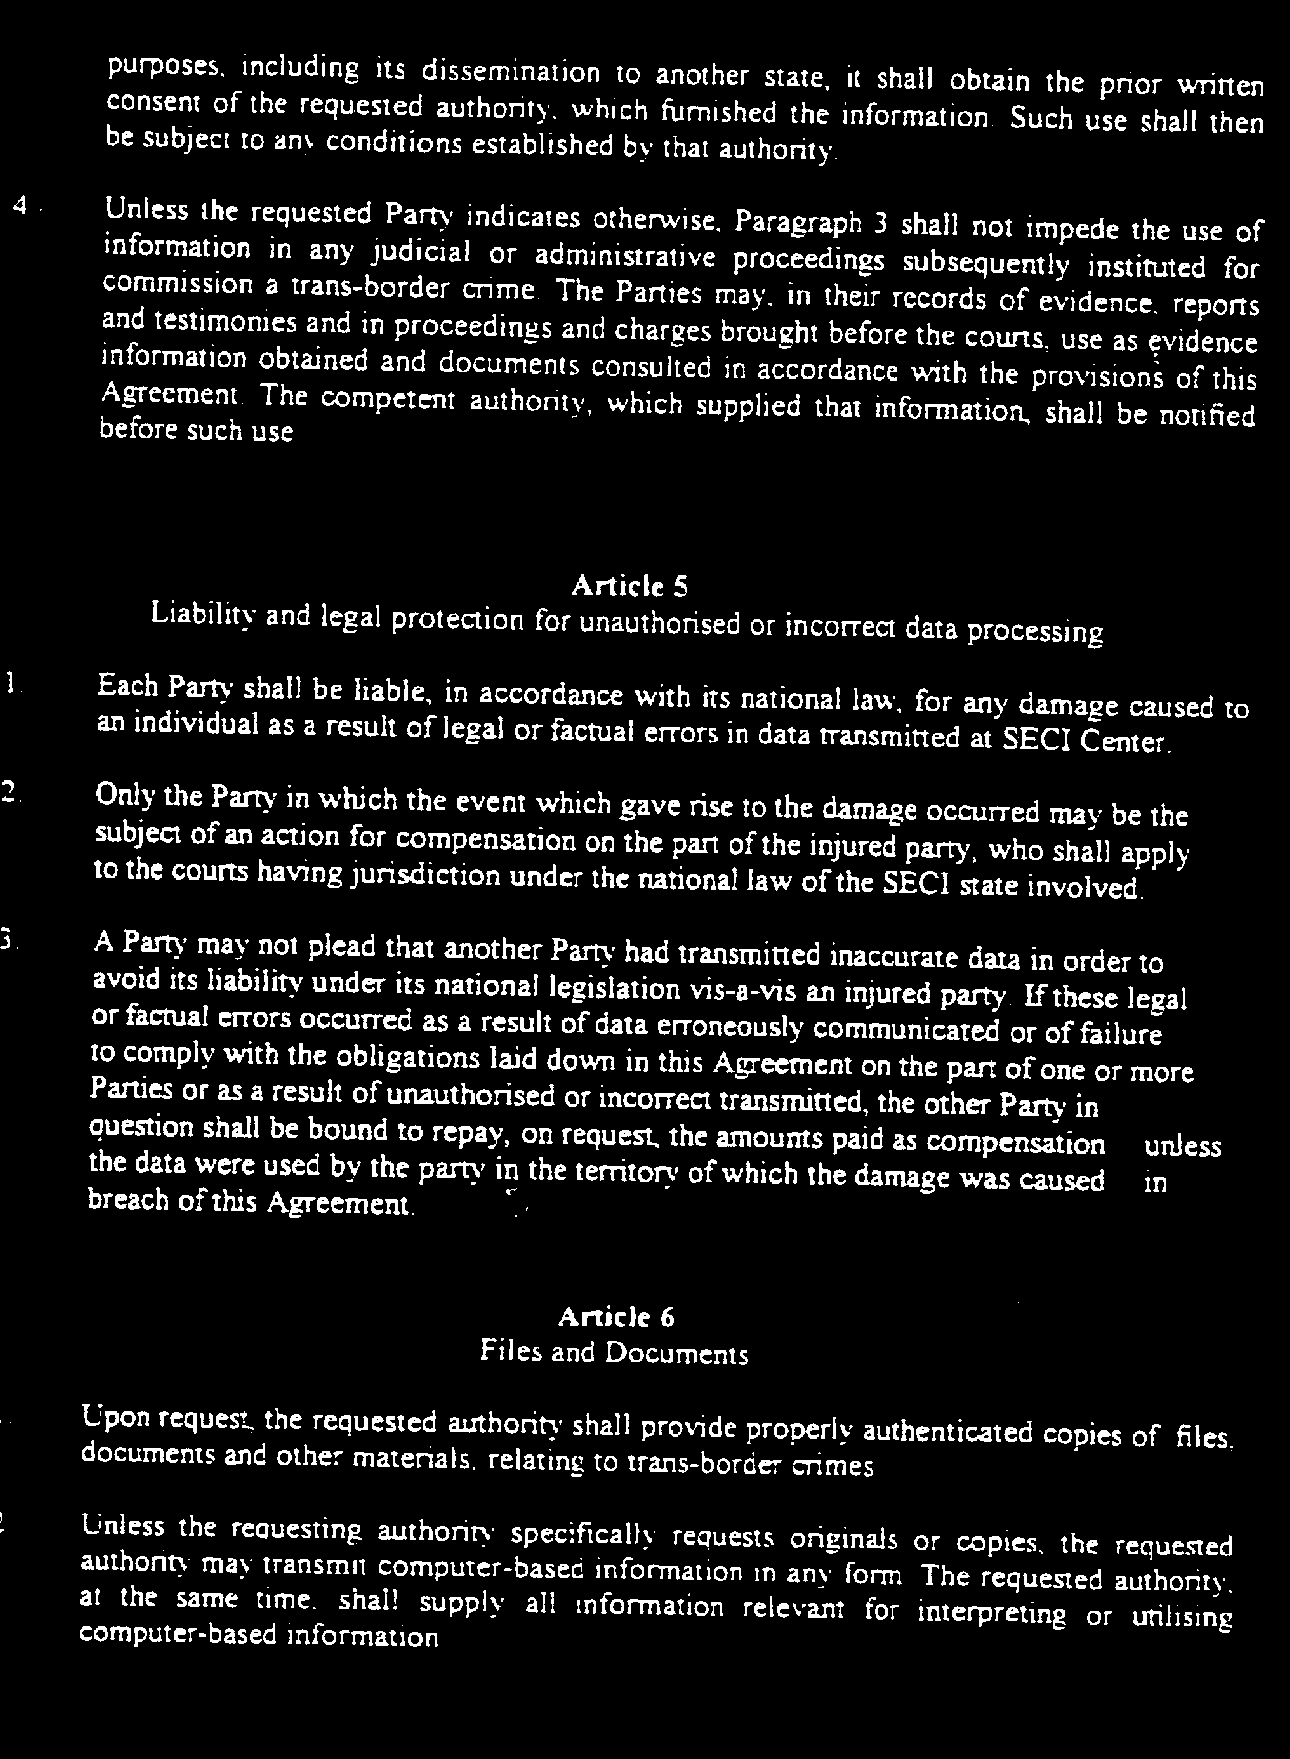 purposes, including its dissemination to another state, it shall obtain the prior written
consent of the requested authority, which furnished the information. Such use shall then
be subject to any conditions established by that authority.
4. Unless the requested Party indicates otherwise, Paragraph 3 shall not impede the use of
information in any judicial or administrative proceedings subsequently instituted for
commission a trans-border crime. The Parties may, in their records of evidence, reports
and testimonies and in proceedings and charges brought before the courts, use as evidence
information obtained and documents consulted in accordance with the provisions of this
Agreement. The competent authority, which supplied that information, shall be notified
before such use
Article 5
Liability and legal protection for unauthorised or incorrect data processing
1. Each Party shall be liable, in accordance with its national law, for any damage caused to
an individual as a result of legal or factual errors in data transmitted at SECI Center.
2. Only the Party in which the event which gave rise to the damage occurred may be the
subject of an action for compensation on the part of the injured party, who shall apply
to the courts having jurisdiction under the national law of the SECI state involved.
3. A Party may not plead that another Party had transmitted inaccurate data in order to
avoid its liability under its national legislation vis-a-vis an injured party. If these legal
or factual errors occurred as a result of data erroneously communicated or of failure
to comply with the obligations laid down in this Agreement on the part of one or more
Parties or as a result of unauthorised or incorrect transmitted, the other Party in
question shall be bound to repay, on request, the amounts paid as compensation unless
the data were used by the party in the territory of which the damage was caused in
breach of this Agreement.
Article 6
Files and Documents
Upon request, the requested authority shall provide properly authenticated copies of files,
documents and other materials, relating to trans-border crimes
2 Unless the requesting authority specifically requests originals or copies, the requested
authority may transmit computer-based information in any form. The requested authority,
at the same time, shall supply all information relevant for interpreting or utilising
computer-based information